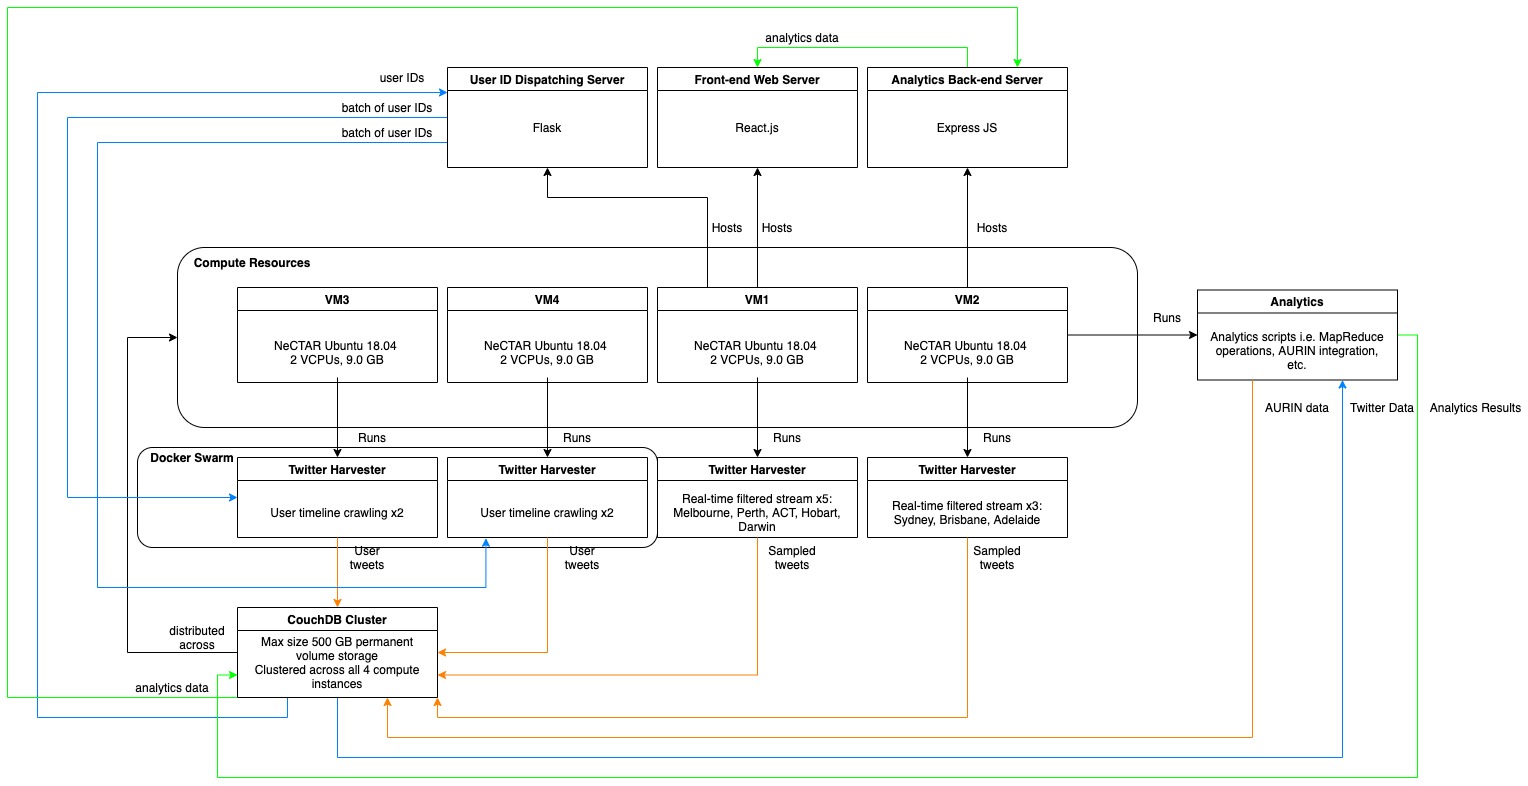 analytics data
user IDs
User ID Dispatching Server
Front-end Web Server
Analytics Back-end Server
batch of user IDs
batch of user IDs
Flask
React.js
Express JS
Hosts
Hosts
Hosts
Compute Resources
VM3
VM4
VM1
VM2
NeCTAR Ubuntu 18.04
2 VCPUs, 9.0 GB
NeCTAR Ubuntu 18.04
2 VCPUs, 9.0 GB
NeCTAR Ubuntu 18.04
2 VCPUs, 9.0 GB
NeCTAR Ubuntu 18.04
2 VCPUs, 9.0 GB
Runs
Analytics
Analytics scripts i.e. MapReduce
operations, AURIN integration,
etc.
AURIN data
Twitter Data
Analytics Results
Runs
Runs
Runs
Runs
Docker Swarm
Twitter Harvester
User timeline crawling x2
Twitter Harvester
User timeline crawling x2
Twitter Harvester
Real-time filtered stream x5:
Melbourne, Perth, ACT, Hobart,
Darwin
Twitter Harvester
Real-time filtered stream x3:
Sydney, Brisbane, Adelaide
User
tweets
User
tweets
Sampled
tweets
Sampled
tweets
distributed
across
CouchDB Cluster
Max size 500 GB permanent
volume storage
Clustered across all 4 compute
instances
analytics data